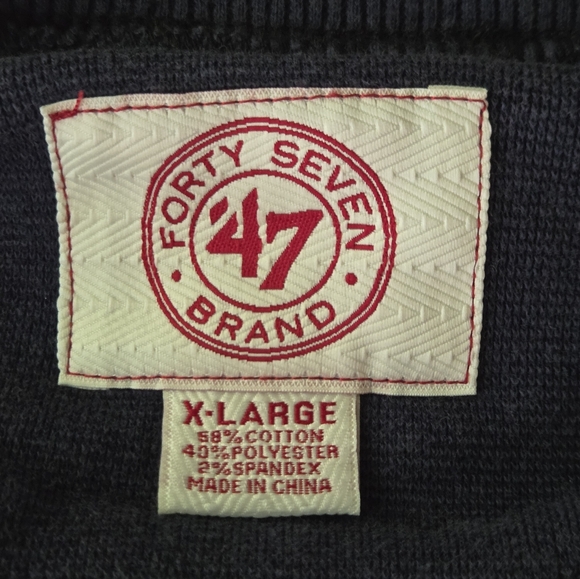 FORTY SEVEN
'47
BRAND
X-LARGE
58% COTTON
40% POLYESTER
2% SPANDEX
MADE IN CHINA